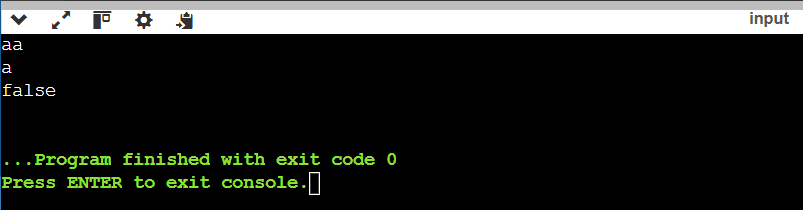 input
aa
a
false
...Program finished with exit code 0
Press ENTER to exit console.